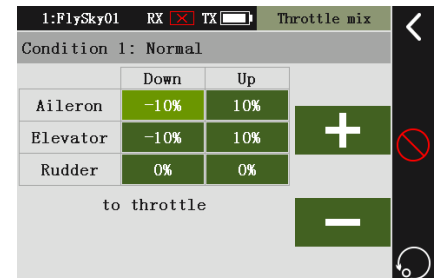 1:FlySky01 RX TX Throttle mix
Condition 1: Normal
Down Up
Aileron -10% 10%
Elevator -10% 10%
Rudder 0% 0%
to throttle